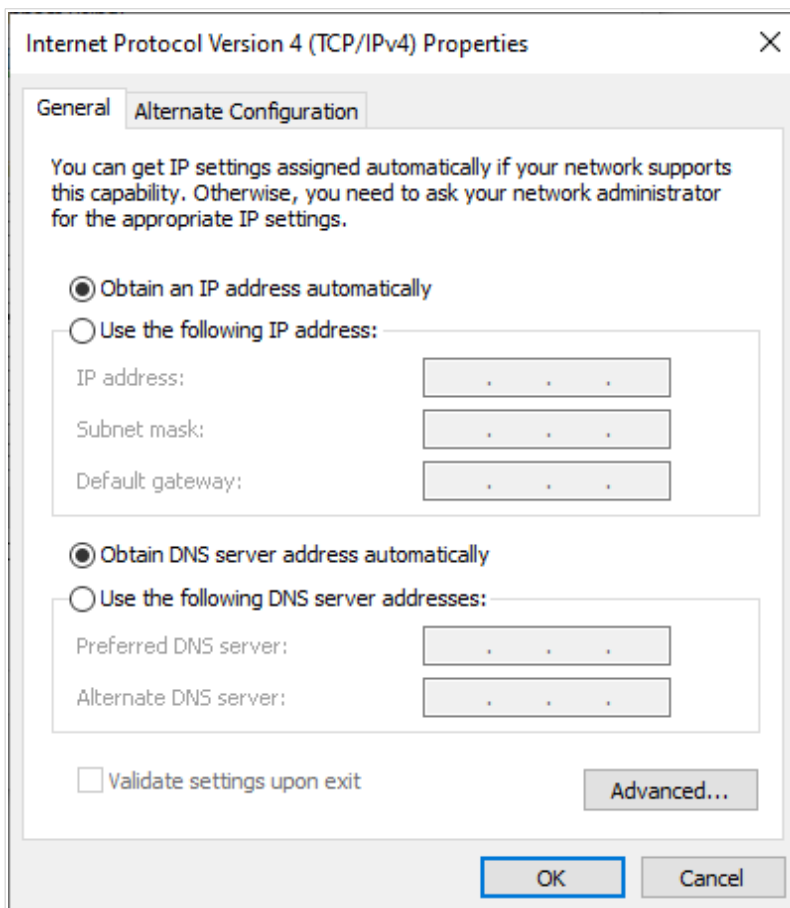 Internet Protocol Version 4 (TCP/IPv4) Properties
General
Alternate Configuration
You can get IP settings assigned automatically if your network supports
this capability. Otherwise, you need to ask your network administrator
for the appropriate IP settings.
Obtain an IP address automatically
Use the following IP address:
IP address:
. . .
Subnet mask:
. . .
Default gateway:
. . .
Obtain DNS server address automatically
Use the following DNS server addresses:
Preferred DNS server:
. . .
Alternate DNS server:
. . .
Validate settings upon exit
Advanced...
OK
Cancel